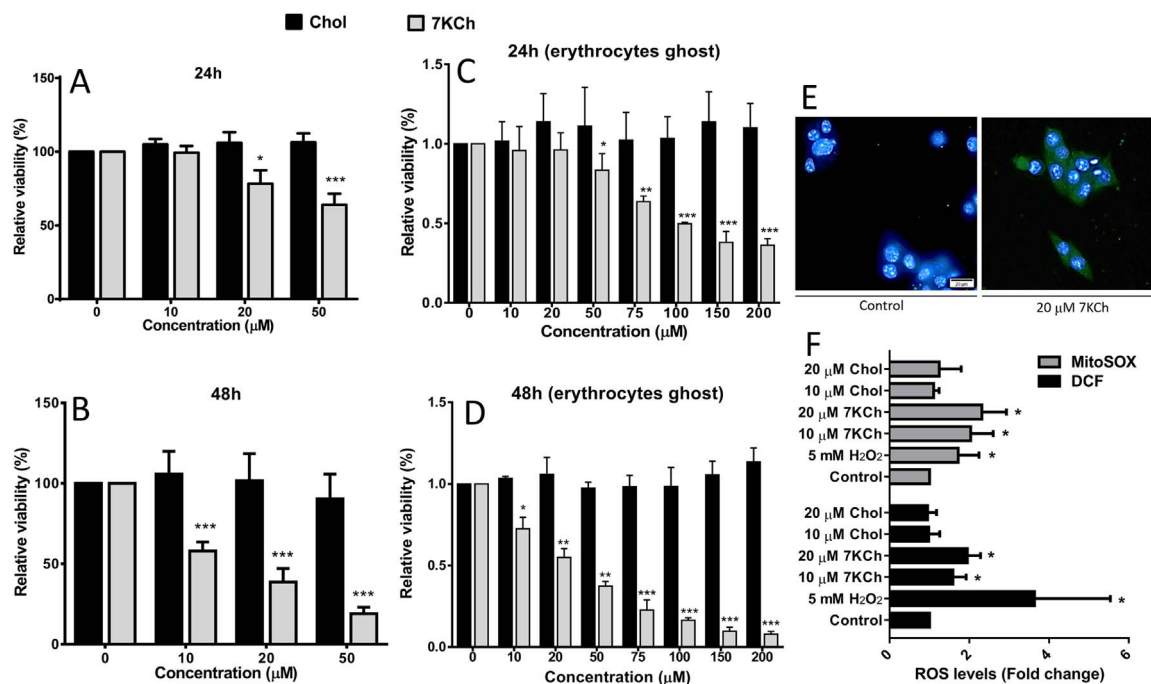 Chol
7KCh
A
24h
Relative viability (%)
150
100
50
0
0
10
20
50
*
***
Concentration (μM)
B
48h
Relative viability (%)
150
100
50
0
0
10
20
50
***
***
***
Concentration (μM)
C
24h (erythrocytes ghost)
Relative viability (%)
1.5
1.0
0.5
0.0
0
10
20
50
75
100
150
200
*
**
***
***
***
Concentration (μM)
D
48h (erythrocytes ghost)
Relative viability (%)
1.5
1.0
0.5
0.0
0
10
20
50
75
100
150
200
*
**
**
***
***
***
***
Concentration (μM)
E
20 μm
Control
20 μM 7KCh
F
MitoSOX
DCF
20 μM Chol
10 μM Chol
20 μM 7KCh *
10 μM 7KCh *
5 mM H₂O₂ *
Control
20 μM Chol
10 μM Chol
20 μM 7KCh *
10 μM 7KCh *
5 mM H₂O₂ *
Control
0
2
4
6
ROS levels (Fold change)